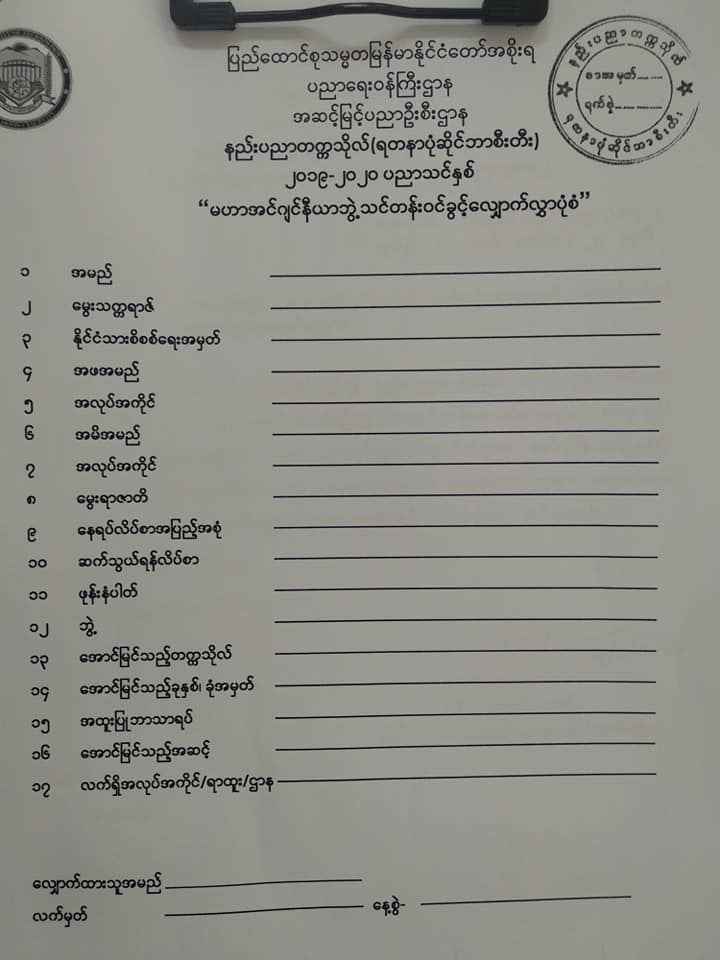 ပြည်ထောင်စုသမ္မတမြန်မာနိုင်ငံတော်အစိုးရ
ပညာရေးဝန်ကြီးဌာန
အဆင့်မြင့်ပညာဦးစီးဌာန
နည်းပညာတက္ကသိုလ်(ရတနာပုံဆိုင်ဘာစီးတီး)
၂၀၁၉-၂၀၂၀ ပညာသင်နှစ်
“မဟာအင်ဂျင်နီယာဘွဲ့သင်တန်းဝင်ခွင့်လျှောက်လွှာပုံစံ”
နည်းပညာတက္ကသိုလ်
စာအမှတ်
ရက်စွဲ
ရတနာပုံဆိုင်ဘာစီးတီး
၁ အမည်
၂ မွေးသက္ကရာဇ်
၃ နိုင်ငံသားစိစစ်ရေးအမှတ်
၄ အဖအမည်
၅ အလုပ်အကိုင်
၆ အမိအမည်
၇ အလုပ်အကိုင်
၈ မွေးရာဇာတိ
၉ နေရပ်လိပ်စာအပြည့်အစုံ
၁၀ ဆက်သွယ်ရန်လိပ်စာ
၁၁ ဖုန်းနံပါတ်
၁၂ ဘွဲ့
၁၃ အောင်မြင်သည့်တက္ကသိုလ်
၁၄ အောင်မြင်သည့်ခုနှစ်၊ ခုံအမှတ်
၁၅ အထူးပြုဘာသာရပ်
၁၆ အောင်မြင်သည့်အဆင့်
၁၇ လက်ရှိအလုပ်အကိုင်/ရာထူး/ဌာန
လျှောက်ထားသူအမည်
လက်မှတ် နေ့စွဲ-